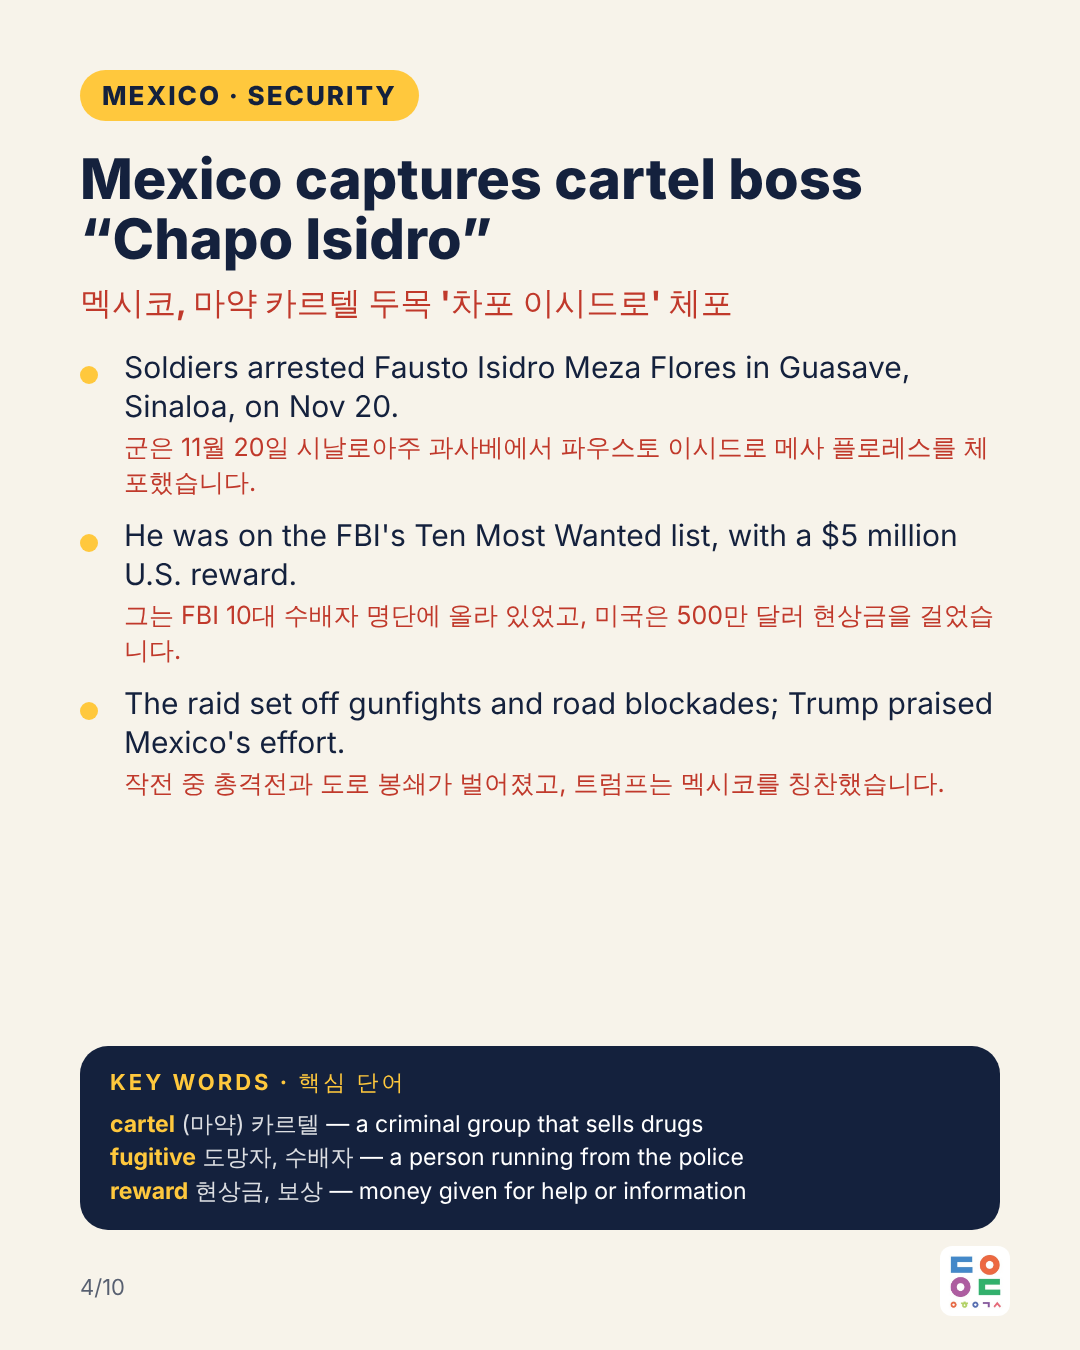 MEXICO · SECURITY
Mexico captures cartel boss
“Chapo Isidro”
멕시코, 마약 카르텔 두목 '차포 이시드로' 체포
Soldiers arrested Fausto Isidro Meza Flores in Guasave,
Sinaloa, on Nov 20.
군은 11월 20일 시날로아주 과사베에서 파우스토 이시드로 메사 플로레스를 체
포했습니다.
He was on the FBI's Ten Most Wanted list, with a $5 million
U.S. reward.
그는 FBI 10대 수배자 명단에 올라 있었고, 미국은 500만 달러 현상금을 걸었습
니다.
The raid set off gunfights and road blockades; Trump praised
Mexico's effort.
작전 중 총격전과 도로 봉쇄가 벌어졌고, 트럼프는 멕시코를 칭찬했습니다.
KEY WORDS · 핵심 단어
cartel (마약) 카르텔 — a criminal group that sells drugs
fugitive 도망자, 수배자 — a person running from the police
reward 현상금, 보상 — money given for help or information
4/10